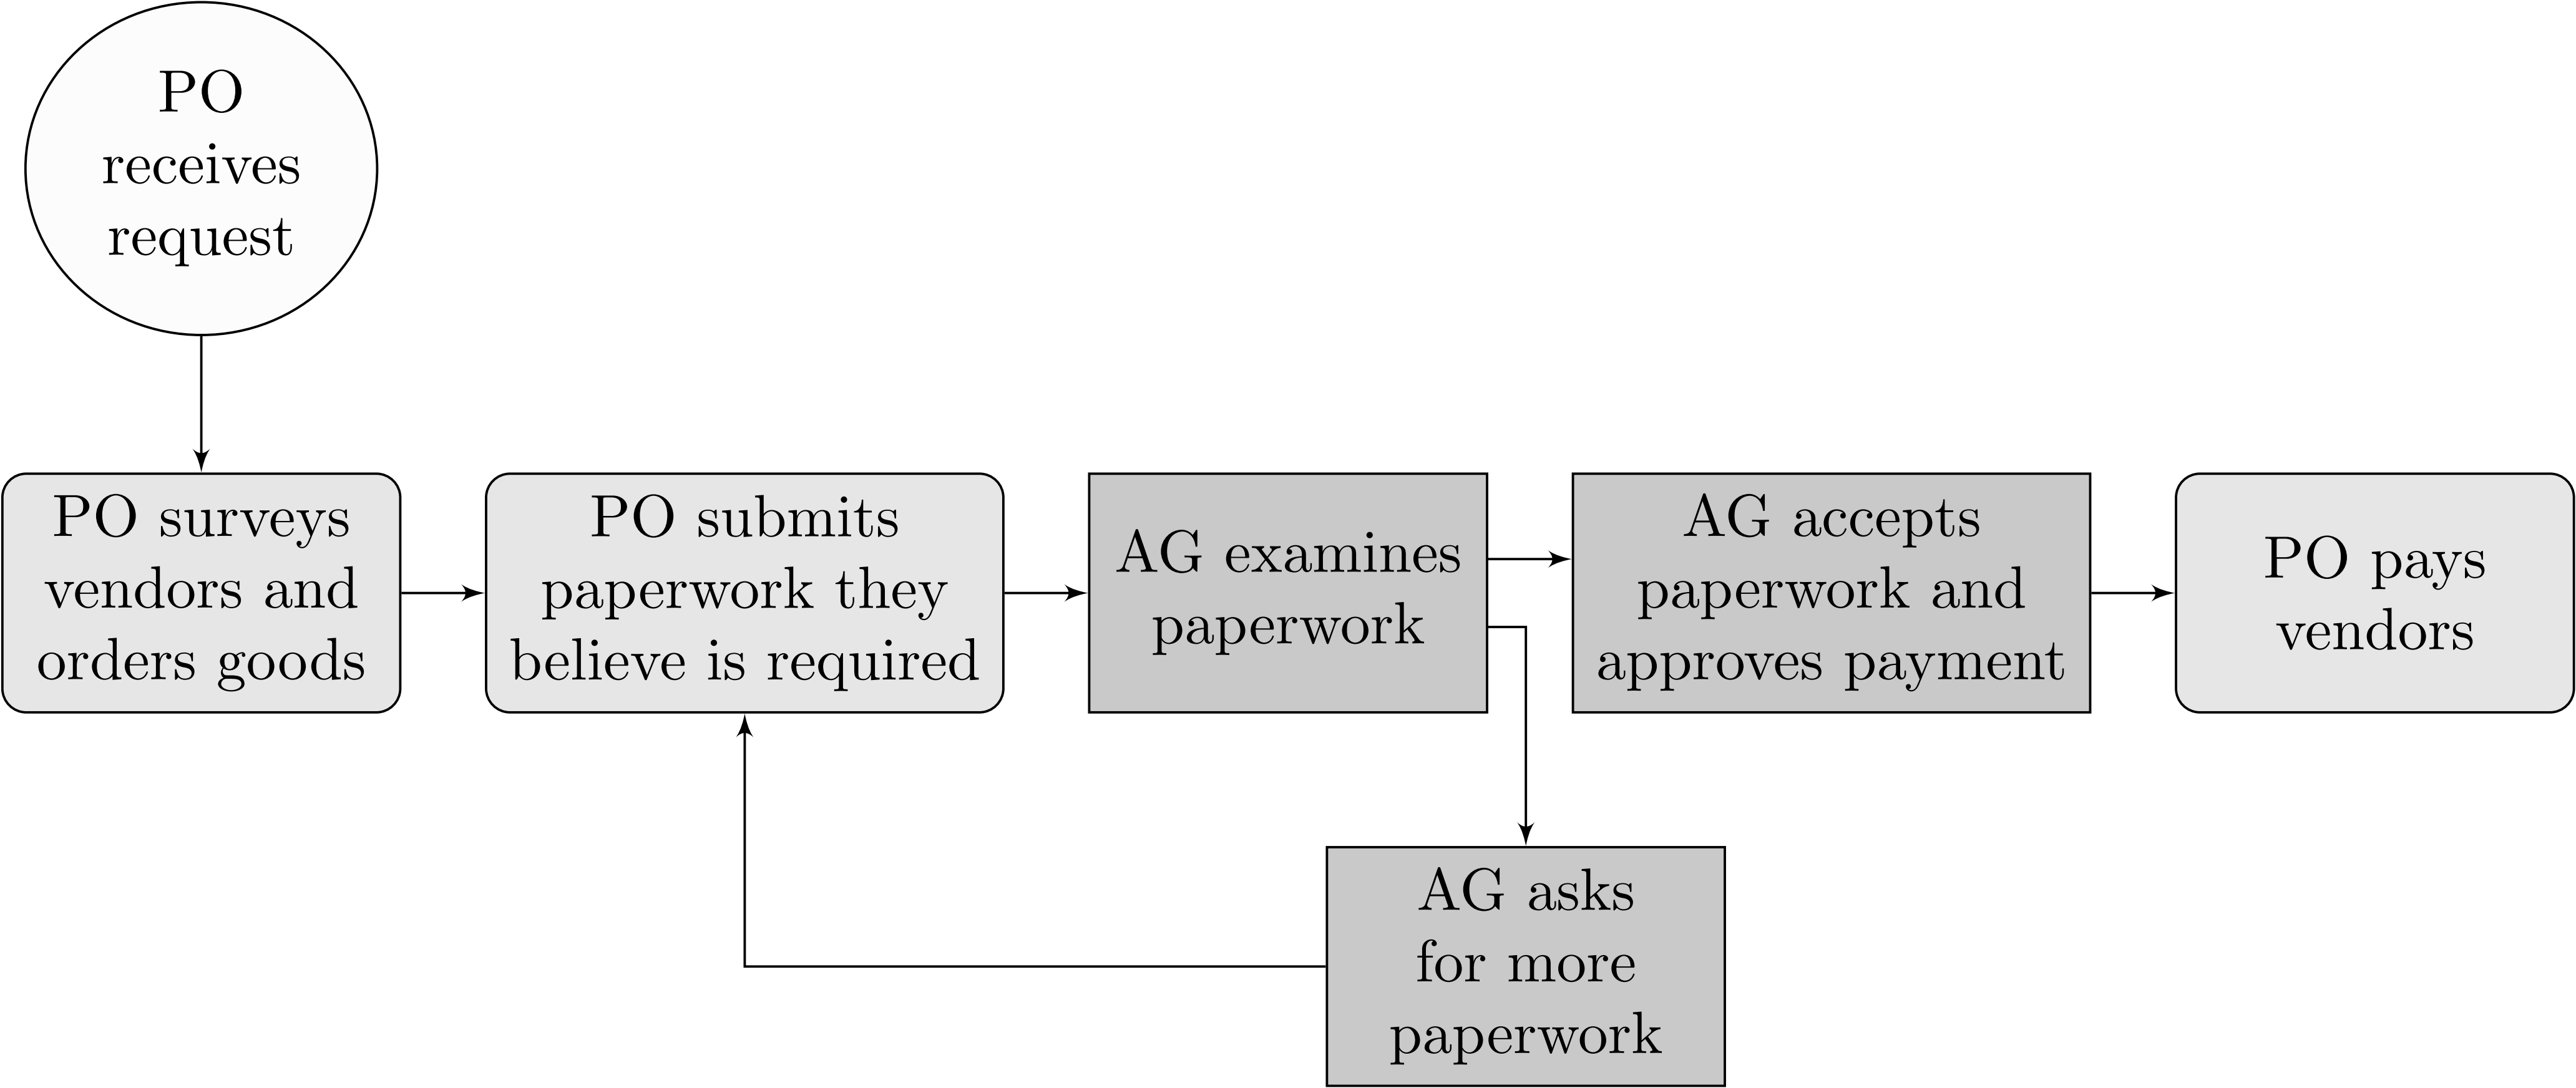 PO
receives
request
PO surveys
vendors and
orders goods
PO submits
paperwork they
believe is required
AG examines
paperwork
AG accepts
paperwork and
approves payment
PO pays
vendors
AG asks
for more
paperwork